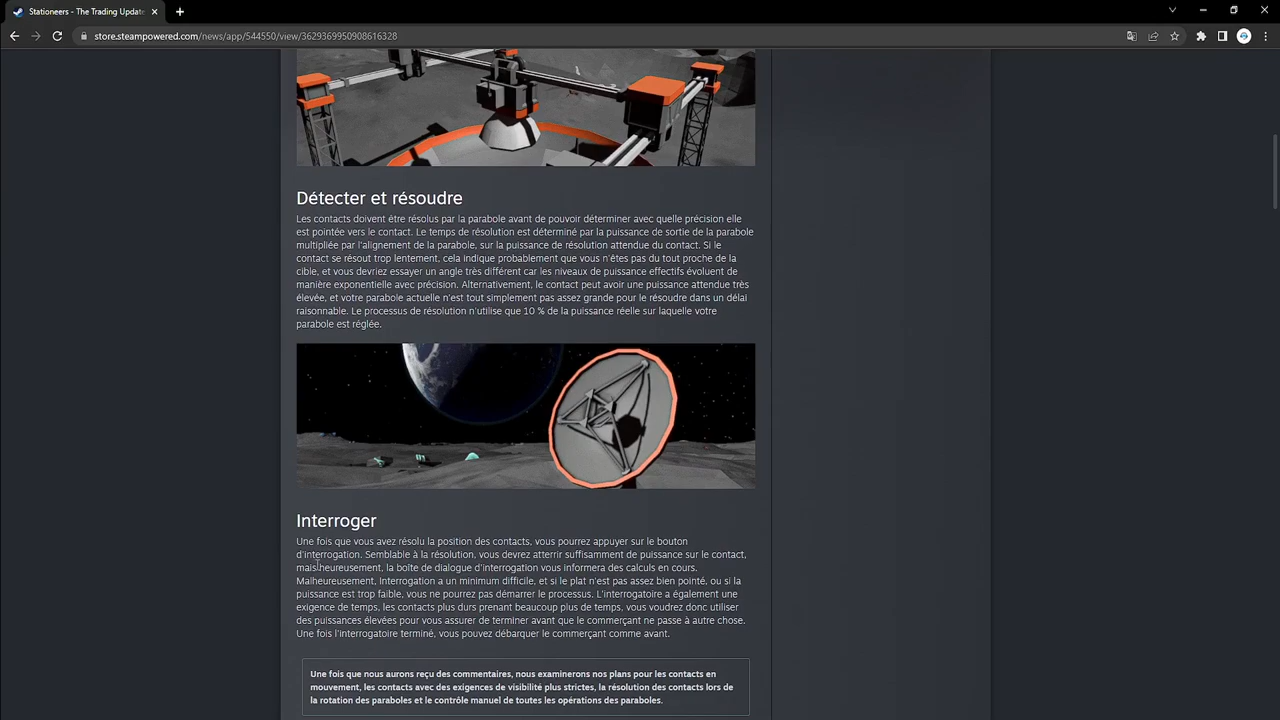 Stationeers - The Trading Update
store.steampowered.com/news/app/544550/view/3629369950908616328
Détecter et résoudre
Les contacts doivent être résolus par la parabole avant de pouvoir déterminer avec quelle précision elle
est pointée vers le contact. Le temps de résolution est déterminé par la puissance de sortie de la parabole
multipliée par l'alignement de la parabole, sur la puissance de résolution attendue du contact. Si le
contact se résout trop lentement, cela indique probablement que vous n'êtes pas du tout proche de la
cible, et vous devriez essayer un angle très différent car les niveaux de puissance effectifs évoluent de
manière exponentielle avec précision. Alternativement, le contact peut avoir une puissance attendue très
élevée, et votre parabole actuelle n'est tout simplement pas assez grande pour le résoudre dans un délai
raisonnable. Le processus de résolution n'utilise que 10 % de la puissance réelle sur laquelle votre
parabole est réglée.
Interroger
Une fois que vous avez résolu la position des contacts, vous pourrez appuyer sur le bouton
d'interrogation. Semblable à la résolution, vous devrez atterrir suffisamment de puissance sur le contact,
mais heureusement, la boîte de dialogue d'interrogation vous informera des calculs en cours.
Malheureusement, Interrogation a un minimum difficile, et si le plat n'est pas assez bien pointé, ou si la
puissance est trop faible, vous ne pourrez pas démarrer le processus. L'interrogatoire a également une
exigence de temps, les contacts plus durs prenant beaucoup plus de temps, vous voudrez donc utiliser
des puissances élevées pour vous assurer de terminer avant que le commerçant ne passe à autre chose.
Une fois l'Interrogatoire terminé, vous pouvez débarquer le commerçant comme avant.
Une fois que nous aurons reçu des commentaires, nous examinerons nos plans pour les contacts en
mouvement, les contacts avec des exigences de visibilité plus strictes, la résolution des contacts lors de
la rotation des paraboles et le contrôle manuel de toutes les opérations des paraboles.